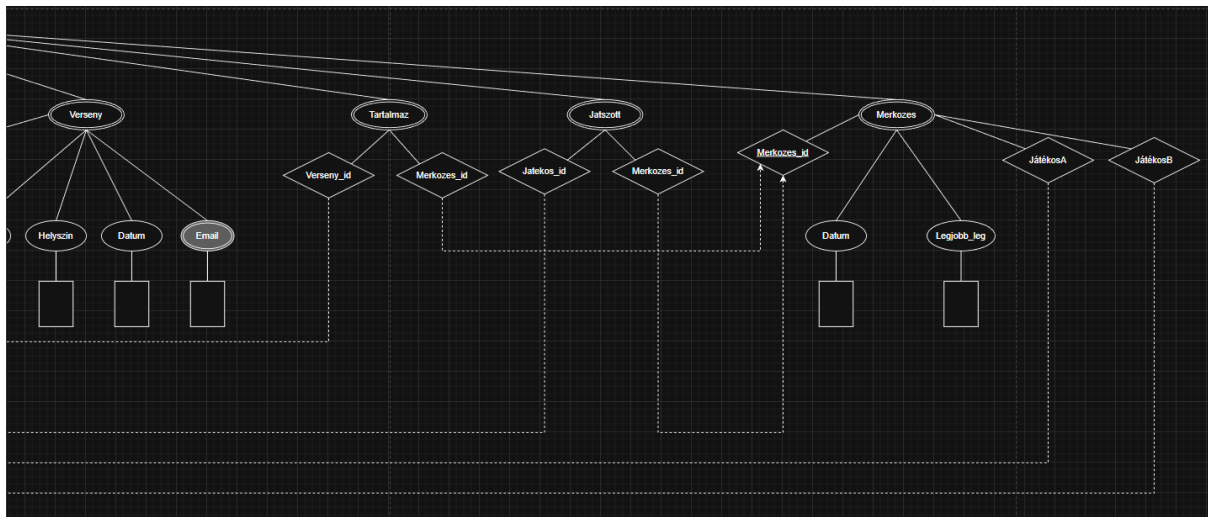 Verseny
Tartalmaz
Jatszott
Merkozes
Verseny_id
Merkozes_id
Jatekos_id
Merkozes_id
Merkozes_id
JátékosA
JátékosB
Helyszin
Datum
Email
Datum
Legjobb_leg